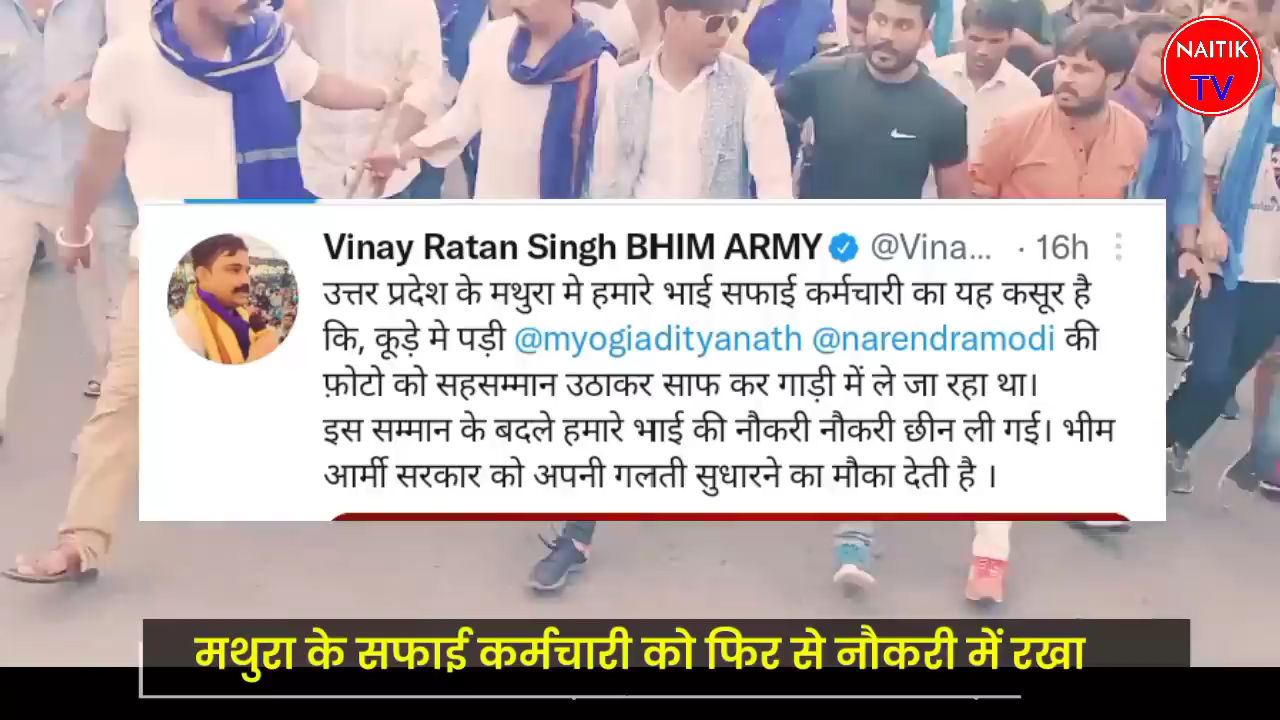 NAITIK
TV
Vinay Ratan Singh BHIM ARMY @Vina... · 16h
उत्तर प्रदेश के मथुरा मे हमारे भाई सफाई कर्मचारी का यह कसूर है
कि, कूड़े मे पड़ी @myogiadityanath @narendramodi की
फ़ोटो को सहसम्मान उठाकर साफ कर गाड़ी में ले जा रहा था।
इस सम्मान के बदले हमारे भाई की नौकरी नौकरी छीन ली गई। भीम
आर्मी सरकार को अपनी गलती सुधारने का मौका देती है ।
मथुरा के सफाई कर्मचारी को फिर से नौकरी में रखा